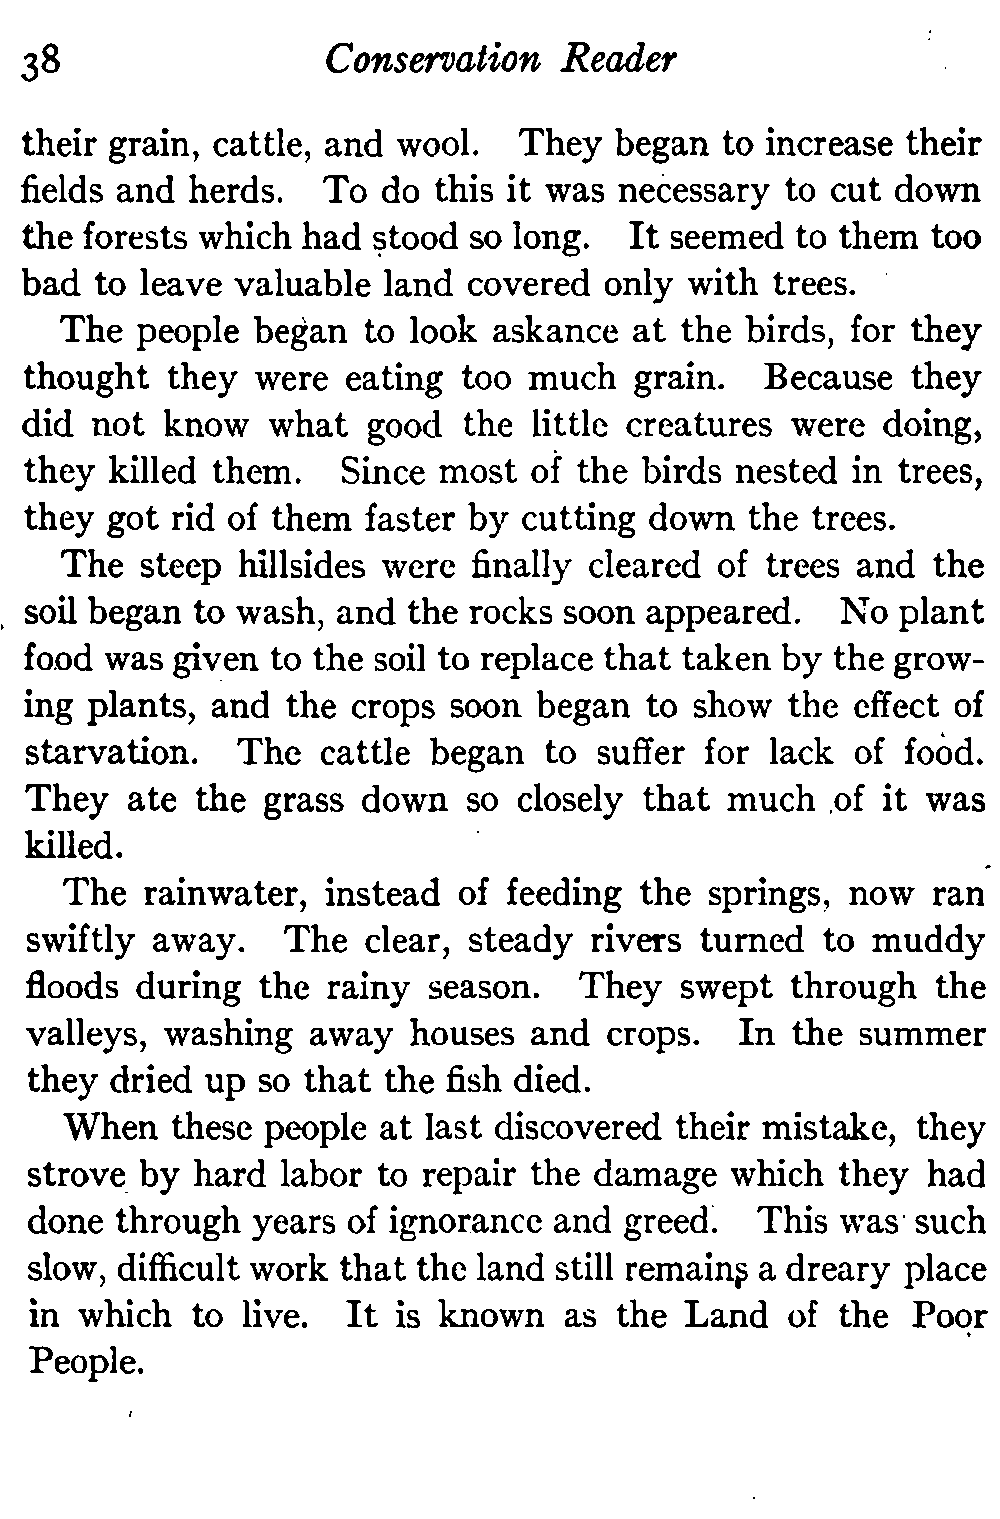 38 Conservation Reader
their grain, cattle, and wool. They began to increase their
fields and herds. To do this it was necessary to cut down
the forests which had stood so long. It seemed to them too
bad to leave valuable land covered only with trees.
The people began to look askance at the birds, for they
thought they were eating too much grain. Because they
did not know what good the little creatures were doing,
they killed them. Since most of the birds nested in trees,
they got rid of them faster by cutting down the trees.
The steep hillsides were finally cleared of trees and the
soil began to wash, and the rocks soon appeared. No plant
food was given to the soil to replace that taken by the grow-
ing plants, and the crops soon began to show the effect of
starvation. The cattle began to suffer for lack of food.
They ate the grass down so closely that much of it was
killed.
The rainwater, instead of feeding the springs, now ran
swiftly away. The clear, steady rivers turned to muddy
floods during the rainy season. They swept through the
valleys, washing away houses and crops. In the summer
they dried up so that the fish died.
When these people at last discovered their mistake, they
strove by hard labor to repair the damage which they had
done through years of ignorance and greed. This was such
slow, difficult work that the land still remains a dreary place
in which to live. It is known as the Land of the Poor
People.